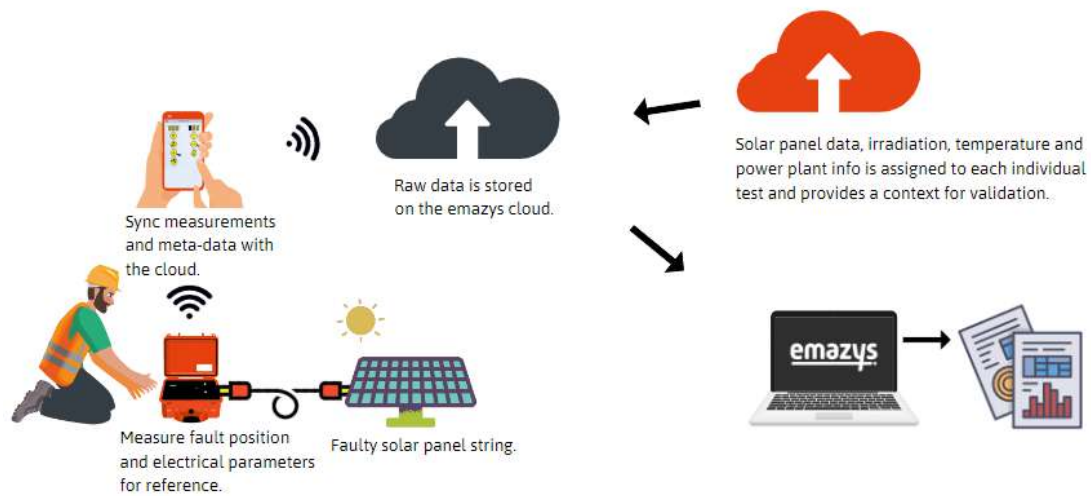 Solar panel data, irradiation, temperature and
power plant info is assigned to each individual
test and provides a context for validation.
Raw data is stored
on the emazys cloud.
Sync measurements
and meta-data with
the cloud.
emazys
Measure fault position
and electrical parameters
for reference.
Faulty solar panel string.